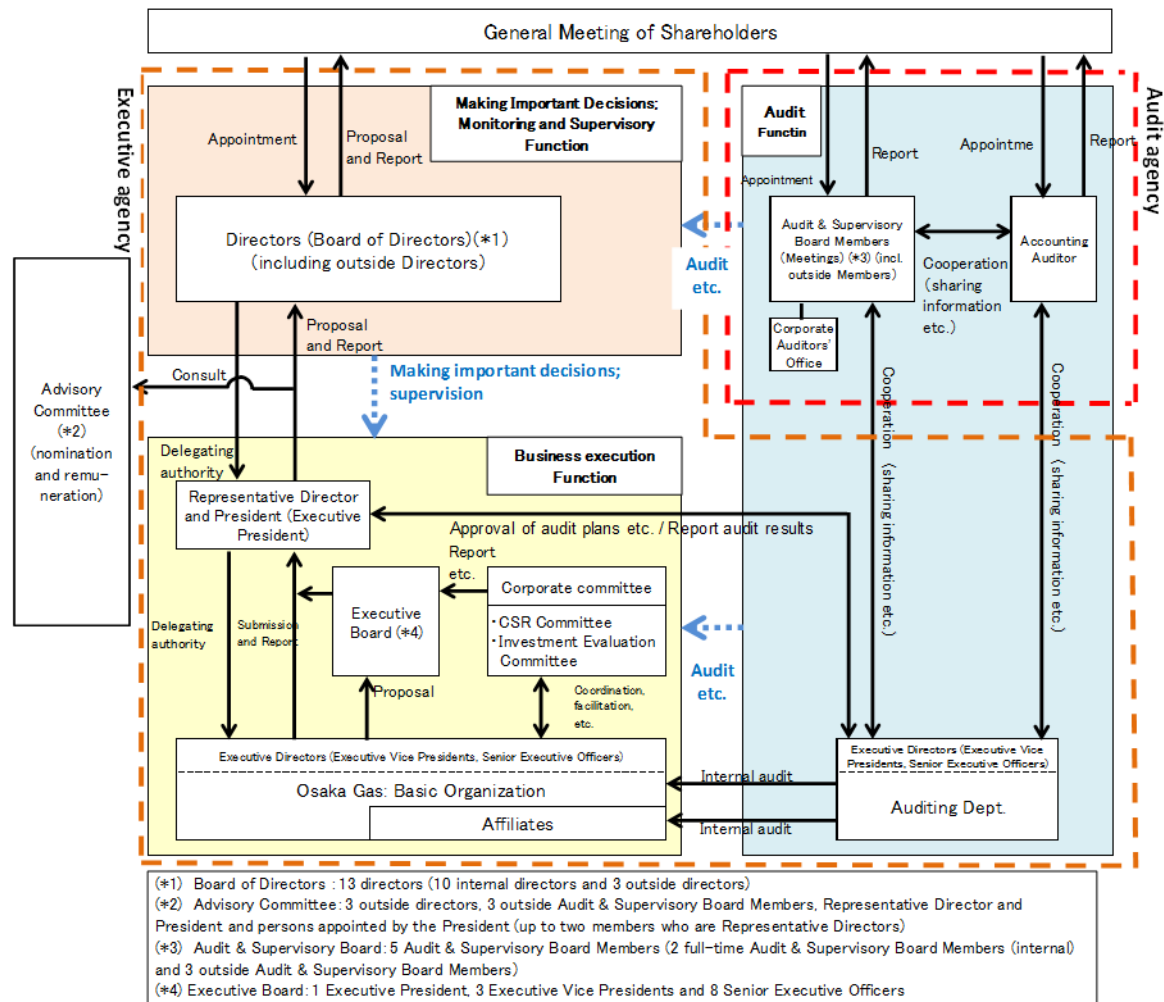 General Meeting of Shareholders
Executive agency
Audit agency
Making Important Decisions;
Monitoring and Supervisory
Function
Audit
Functin
Appointment
Proposal
and Report
Appointment
Report
Appointme
Report
Directors (Board of Directors)(*1)
(including outside Directors)
Audit
etc.
Audit & Supervisory
Board Members
(Meetings) (*3) (incl.
outside Members)
Cooperation
(sharing
information
etc.)
Accounting
Auditor
Corporate
Auditors'
Office
Proposal
and Report
Consult
Making important decisions;
supervision
Advisory
Committee
(*2)
(nomination
and remu-
neration)
Cooperation (sharing information etc.)
Cooperation (sharing information etc.)
Delegating
authority
Business execution
Function
Representative Director
and President (Executive
President)
Approval of audit plans etc. / Report audit results
Report
etc.
Corporate committee
・CSR Committee
・Investment Evaluation
Committee
Executive
Board (*4)
Delegating
authority
Submission
and Report
Proposal
Coordination,
facilitation,
etc.
Audit
etc.
Executive Directors (Executive Vice Presidents, Senior Executive Officers)
Osaka Gas: Basic Organization
Affiliates
Internal audit
Internal audit
Executive Directors (Executive Vice
Presidents, Senior Executive Officers)
Auditing Dept.
(*1) Board of Directors : 13 directors (10 internal directors and 3 outside directors)
(*2) Advisory Committee: 3 outside directors, 3 outside Audit & Supervisory Board Members, Representative Director and
President and persons appointed by the President (up to two members who are Representative Directors)
(*3) Audit & Supervisory Board: 5 Audit & Supervisory Board Members (2 full-time Audit & Supervisory Board Members (internal)
and 3 outside Audit & Supervisory Board Members)
(*4) Executive Board: 1 Executive President, 3 Executive Vice Presidents and 8 Senior Executive Officers